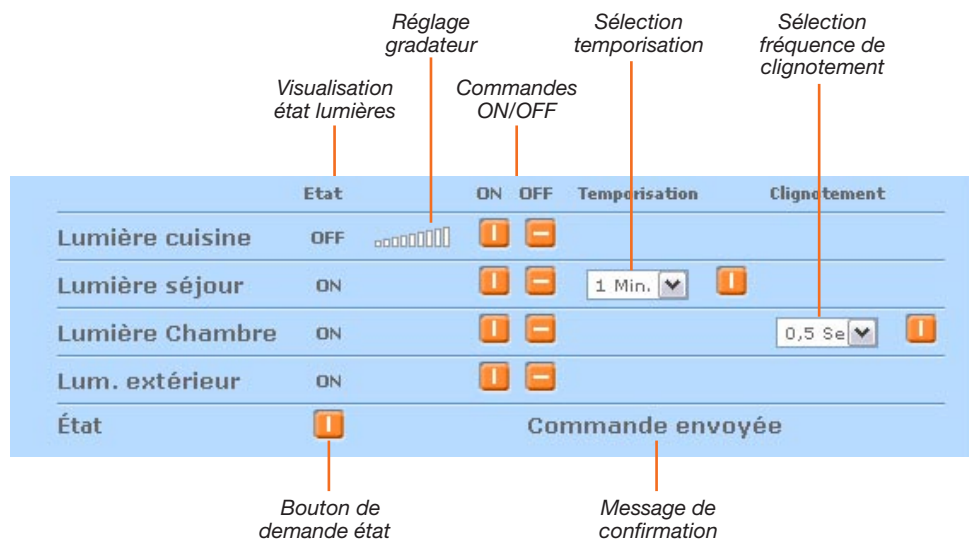 Réglage
gradateur
Sélection
temporisation
Sélection
fréquence de
clignotement
Visualisation
état lumières
Commandes
ON/OFF
Etat ON OFF Temporisation Clignotement
Lumière cuisine OFF
Lumière séjour ON 1 Min.
Lumière Chambre ON 0,5 Se
Lum. extérieur ON
État Commande envoyée
Bouton de
demande état
Message de
confirmation